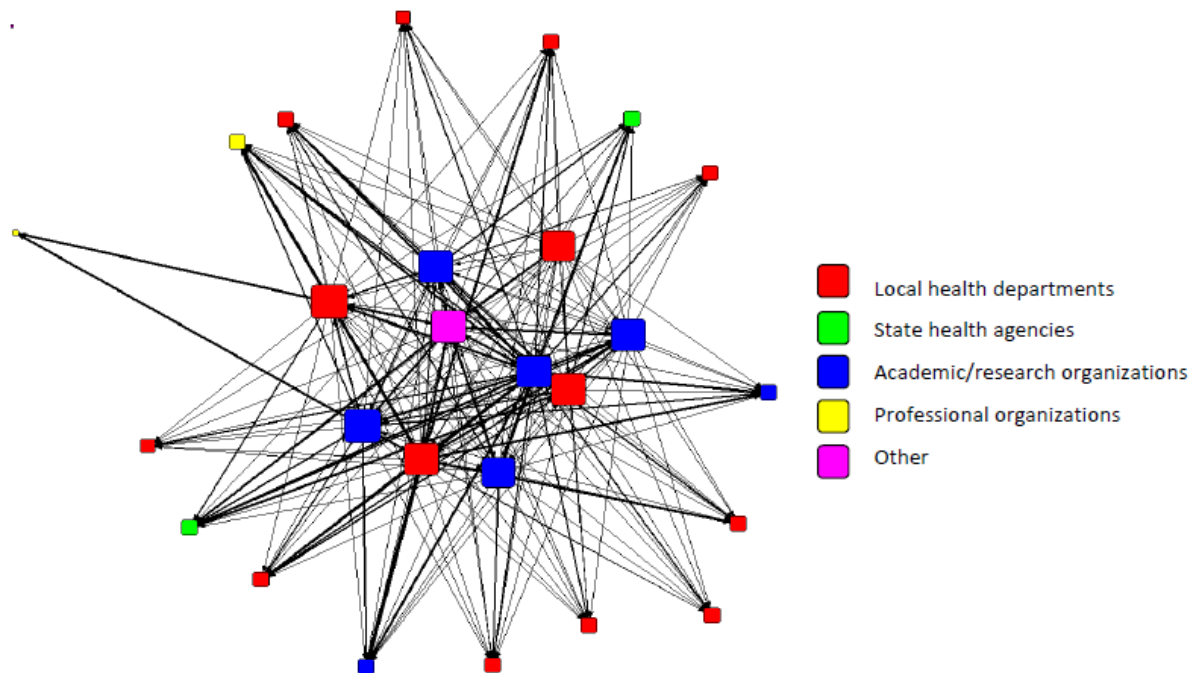 Local health departments
State health agencies
Academic/research organizations
Professional organizations
Other